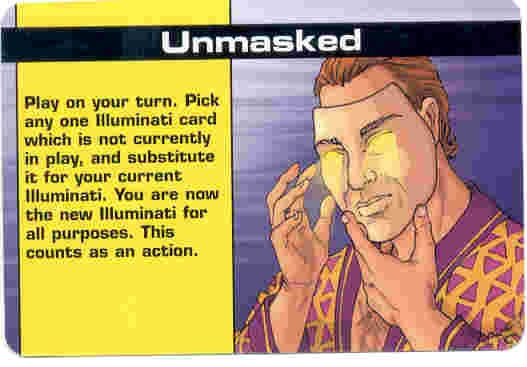 Unmasked
Play on your turn. Pick
any one Illuminati card
which is not currently
in play, and substitute
it for your current
Illuminati. You are now
the new Illuminati for
all purposes. This
counts as an action.